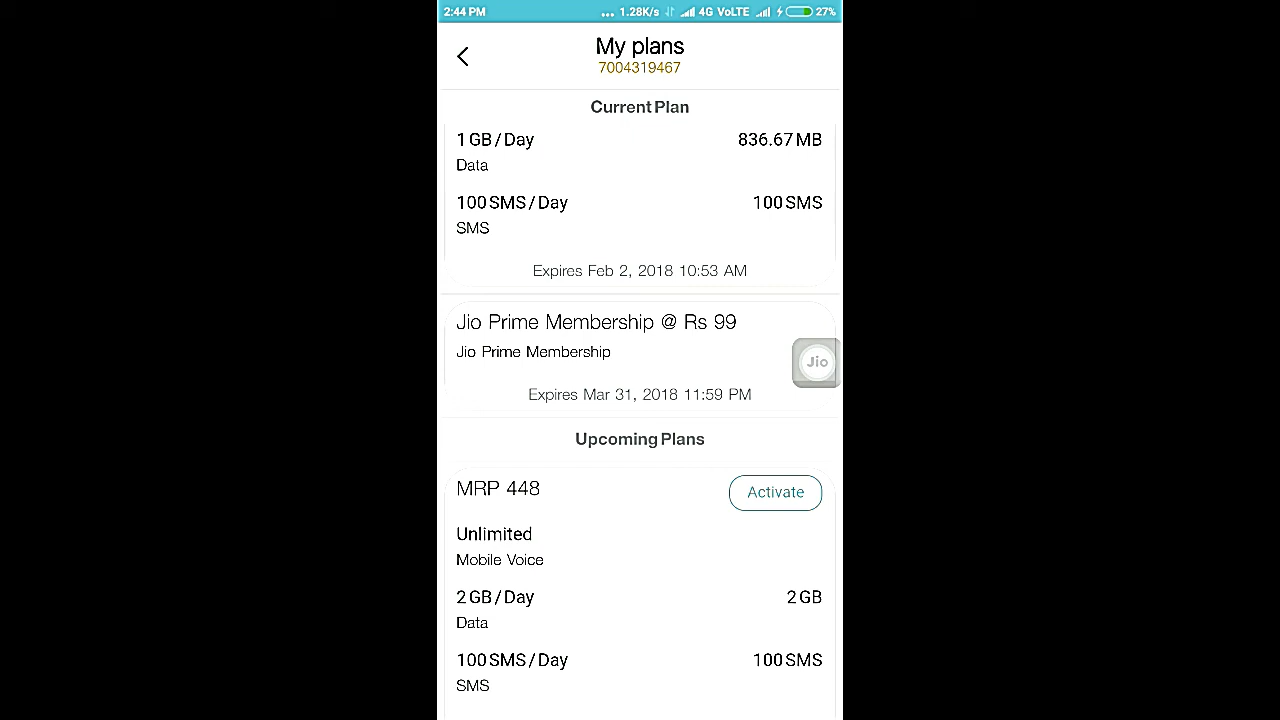 2:44 PM ... 1.28K/s 4G VoLTE 27%
My plans
7004319467
Current Plan
1 GB / Day 836.67 MB
Data
100 SMS / Day 100 SMS
SMS
Expires Feb 2, 2018 10:53 AM
Jio Prime Membership @ Rs 99
Jio Prime Membership
Jio
Expires Mar 31, 2018 11:59 PM
Upcoming Plans
MRP 448 Activate
Unlimited
Mobile Voice
2 GB / Day 2 GB
Data
100 SMS / Day 100 SMS
SMS